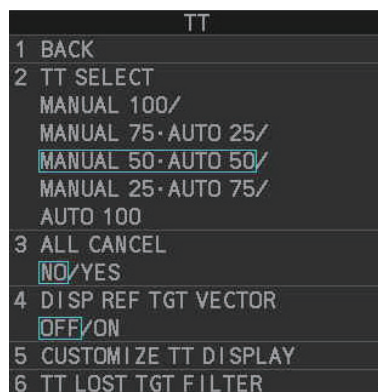 TT
1 BACK
2 TT SELECT
MANUAL 100/
MANUAL 75·AUTO 25/
MANUAL 50·AUTO 50/
MANUAL 25·AUTO 75/
AUTO 100
3 ALL CANCEL
NO/YES
4 DISP REF TGT VECTOR
OFF/ON
5 CUSTOMIZE TT DISPLAY
6 TT LOST TGT FILTER